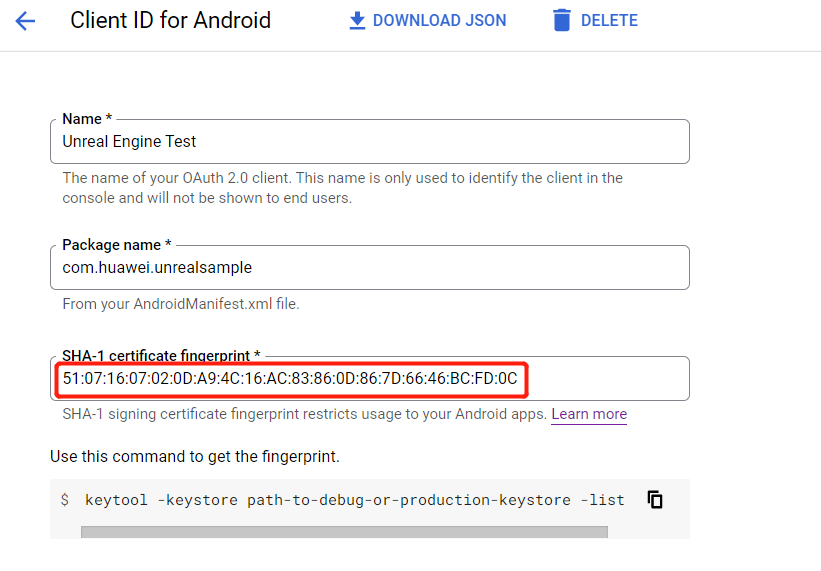 Client ID for Android
DOWNLOAD JSON
DELETE
Name *
Unreal Engine Test
The name of your OAuth 2.0 client. This name is only used to identify the client in the
console and will not be shown to end users.
Package name *
com.huawei.unrealsample
From your AndroidManifest.xml file.
SHA-1 certificate fingerprint *
51:07:16:07:02:0D:A9:4C:16:AC:83:86:0D:86:7D:66:46:BC:FD:0C
SHA-1 signing certificate fingerprint restricts usage to your Android apps. Learn more
Use this command to get the fingerprint.
$ keytool -keystore path-to-debug-or-production-keystore -list